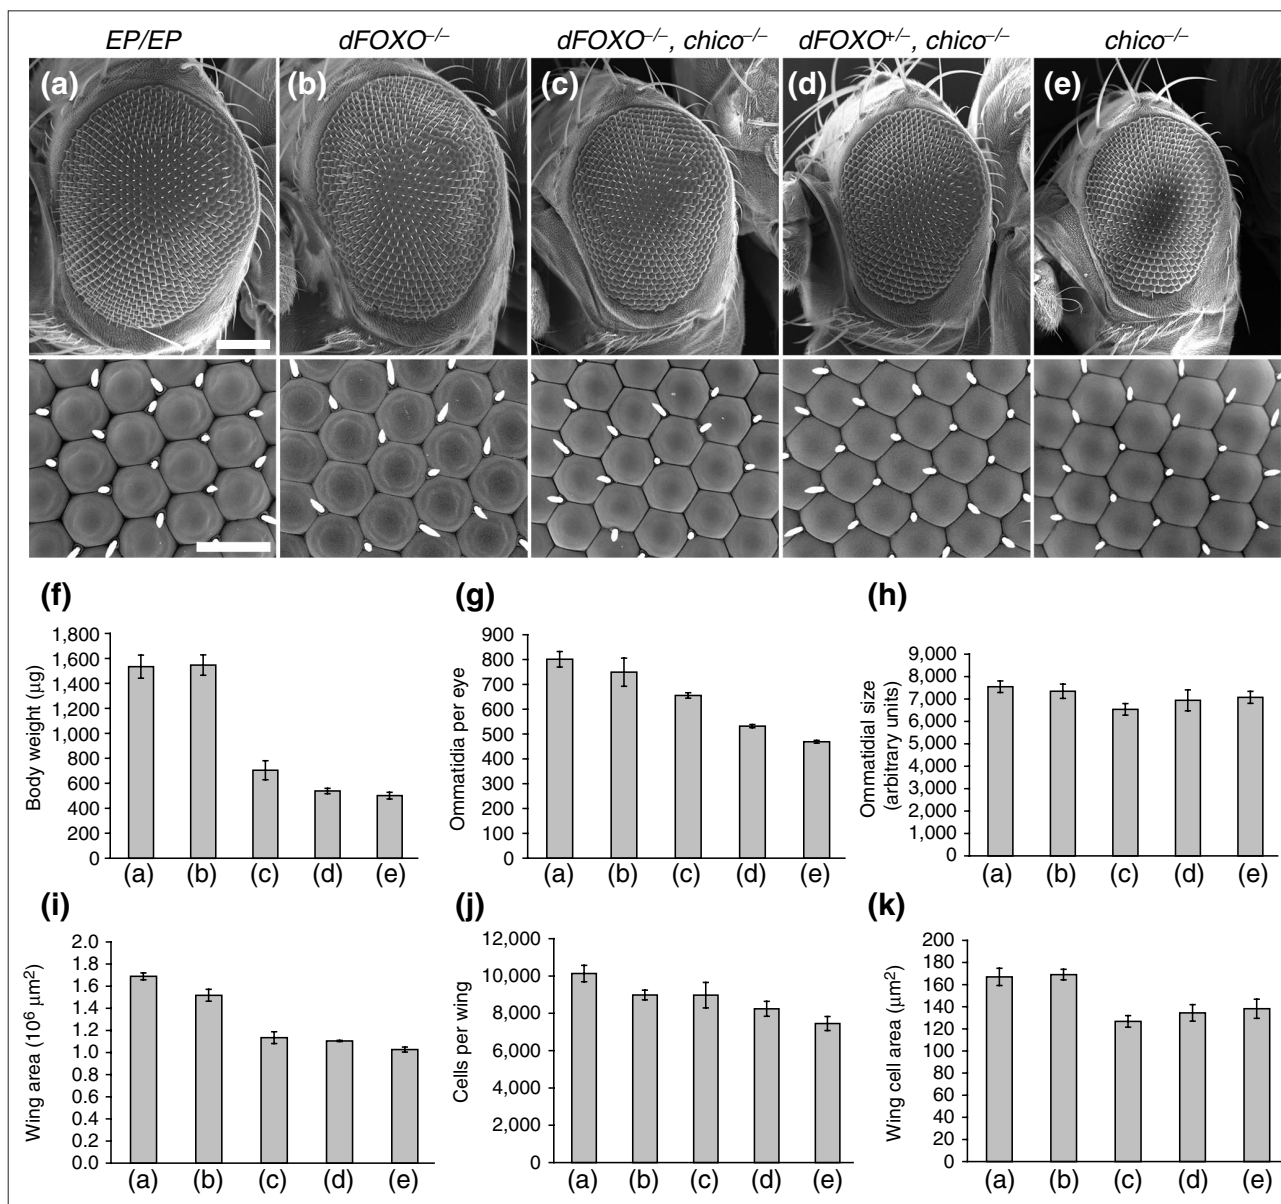 EP/EP dFOXO–/– dFOXO–/–, chico–/– dFOXO+/–, chico–/– chico–/–
(a) (b) (c) (d) (e)
(f)
Body weight (µg)
1,800
1,600
1,400
1,200
1,000
800
600
400
200
0
(a) (b) (c) (d) (e)
(g)
Ommatidia per eye
900
800
700
600
500
400
300
200
100
0
(a) (b) (c) (d) (e)
(h)
Ommatidial size
(arbitrary units)
9,000
8,000
7,000
6,000
5,000
4,000
3,000
2,000
1,000
0
(a) (b) (c) (d) (e)
(i)
Wing area (10⁶ µm²)
2.0
1.8
1.6
1.4
1.2
1.0
0.8
0.6
0.4
0.2
0.0
(a) (b) (c) (d) (e)
(j)
Cells per wing
12,000
10,000
8,000
6,000
4,000
2,000
0
(a) (b) (c) (d) (e)
(k)
Wing cell area (µm²)
200
180
160
140
120
100
80
60
40
20
0
(a) (b) (c) (d) (e)